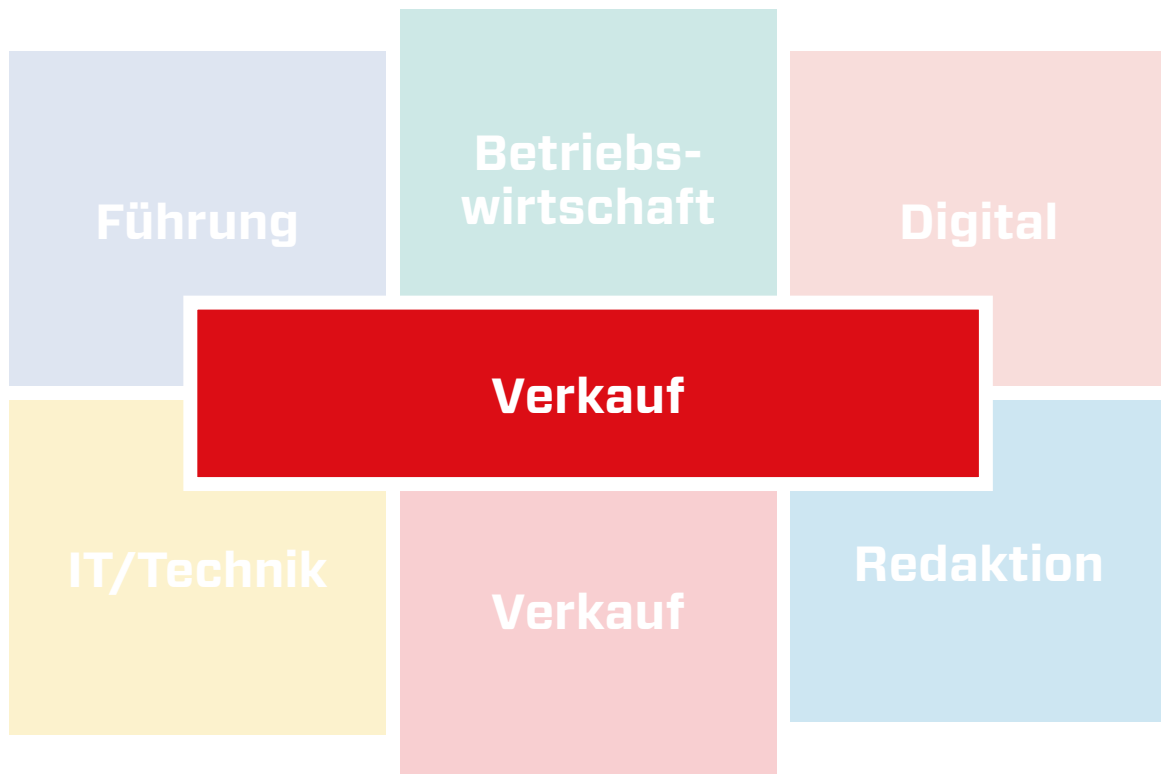 Führung
Betriebs-
wirtschaft
Digital
Verkauf
IT/Technik
Verkauf
Redaktion